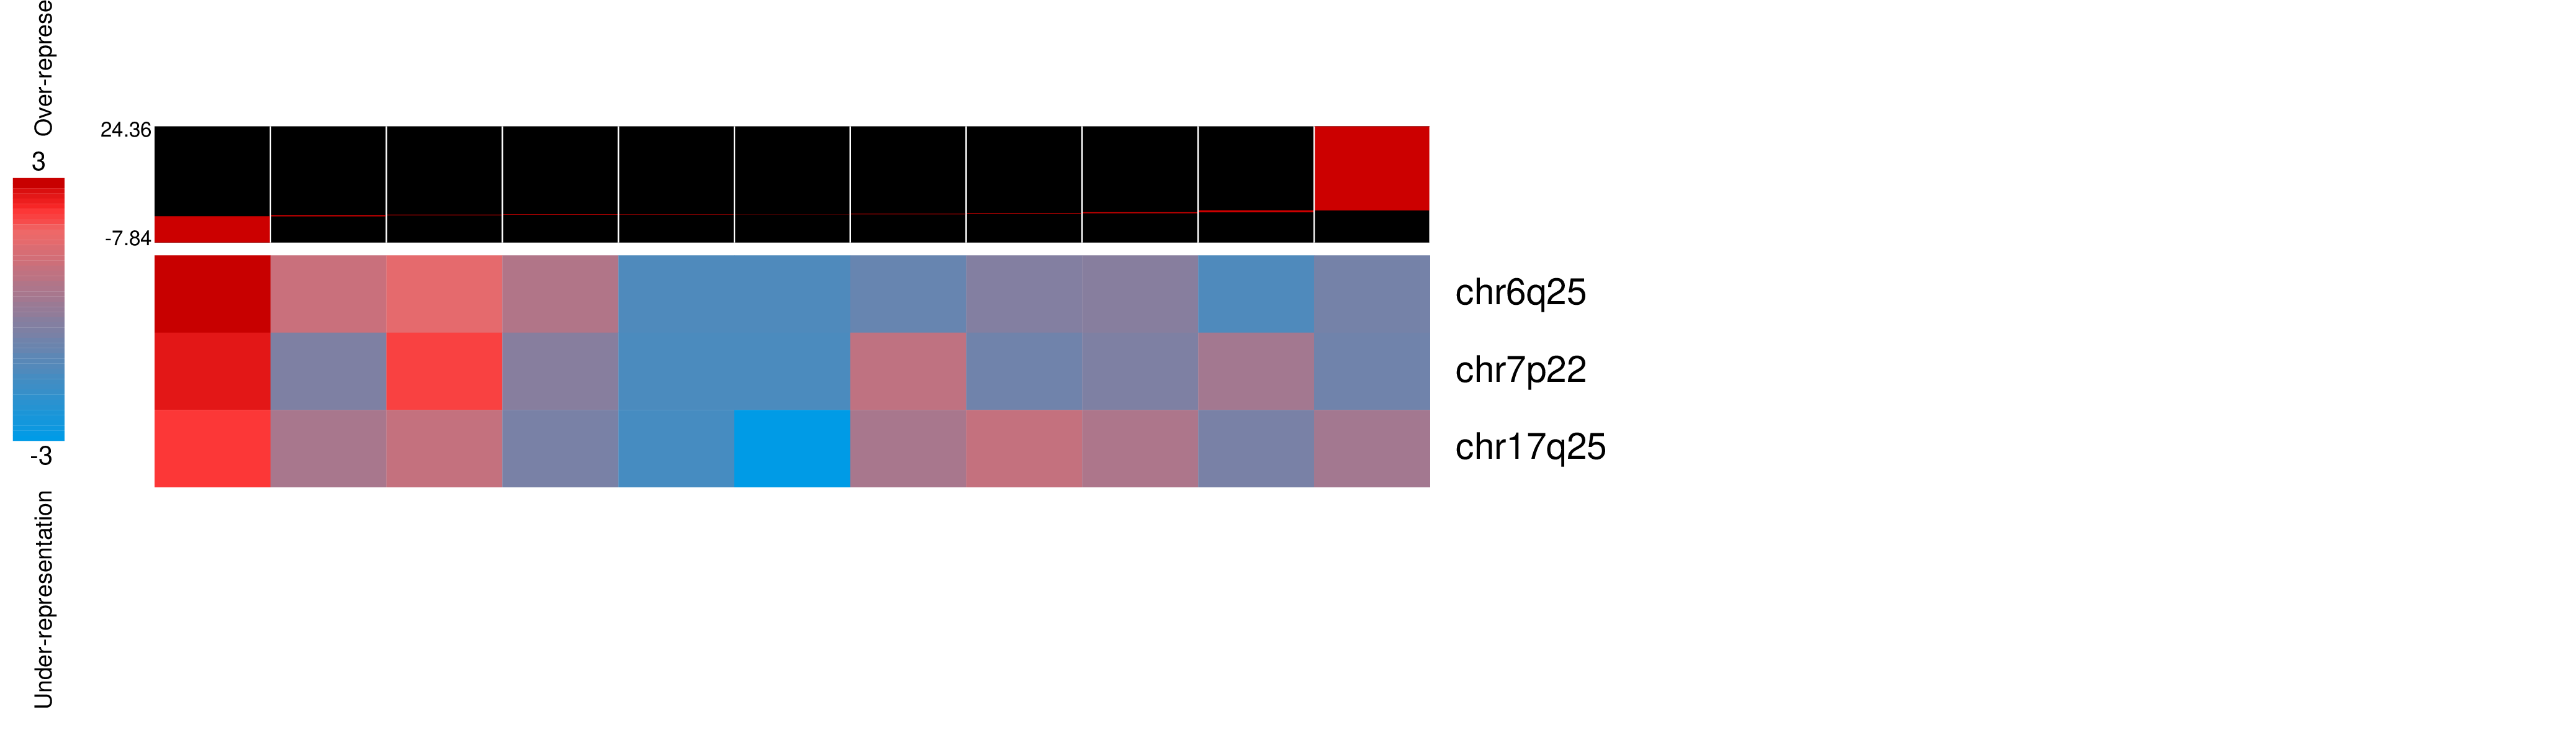 Over-represe
3
-3
Under-representation
24.36
-7.84
chr6q25
chr7p22
chr17q25